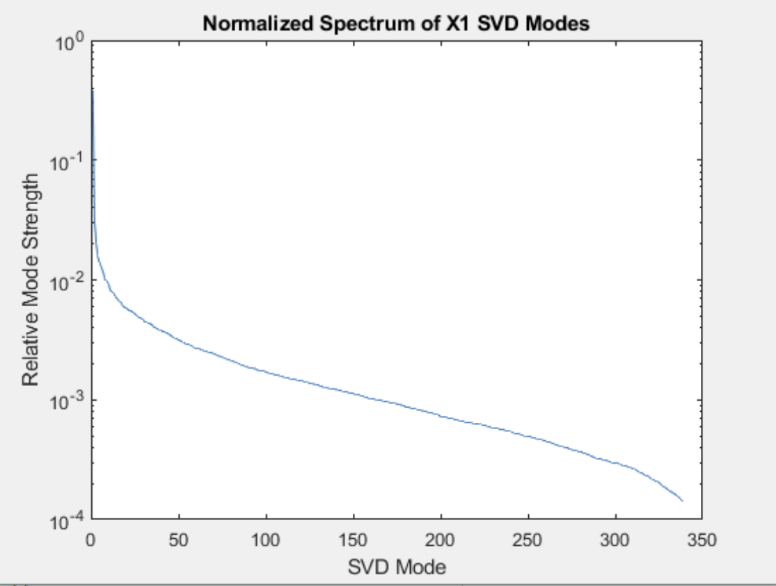 Normalized Spectrum of X1 SVD Modes
10^0
10^-1
10^-2
10^-3
10^-4
Relative Mode Strength
0 50 100 150 200 250 300 350
SVD Mode